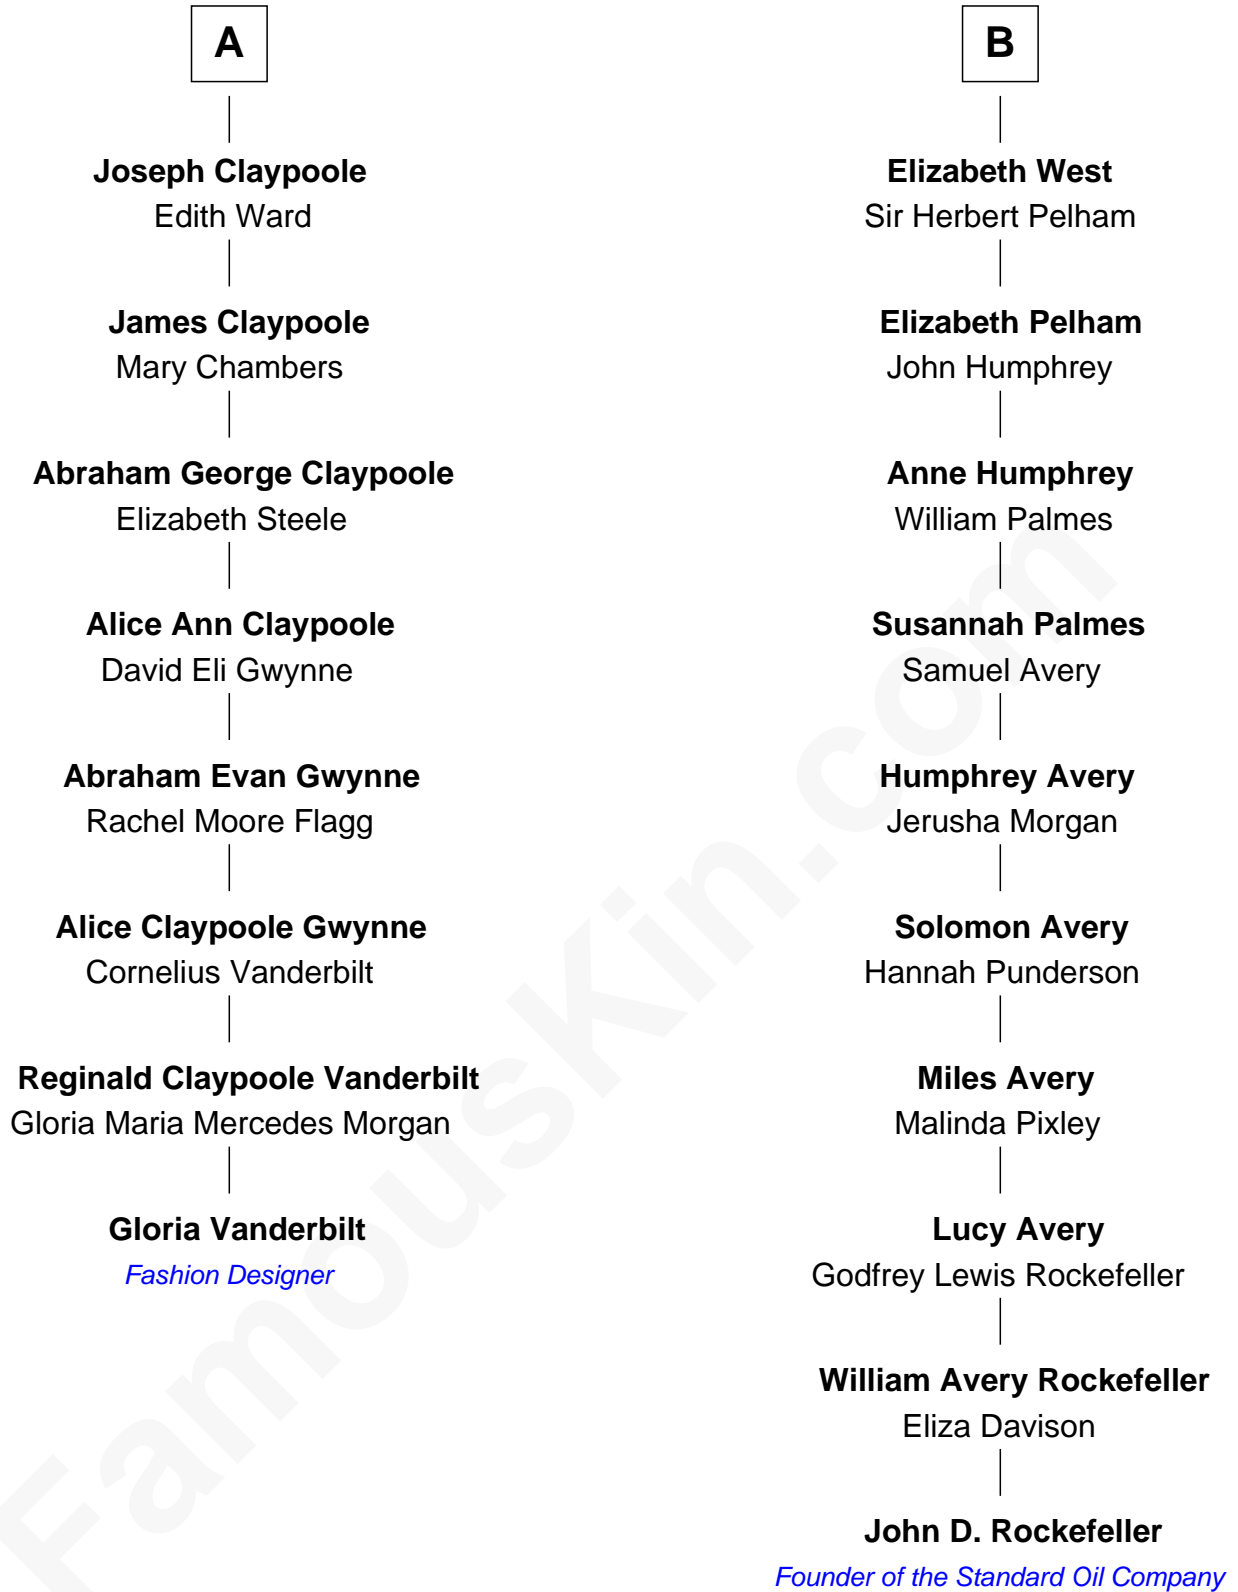 A
Joseph Claypoole
Edith Ward
James Claypoole
Mary Chambers
Abraham George Claypoole
Elizabeth Steele
Alice Ann Claypoole
David Eli Gwynne
Abraham Evan Gwynne
Rachel Moore Flagg
Alice Claypoole Gwynne
Cornelius Vanderbilt
Reginald Claypoole Vanderbilt
Gloria Maria Mercedes Morgan
Gloria Vanderbilt
Fashion Designer
B
Elizabeth West
Sir Herbert Pelham
Elizabeth Pelham
John Humphrey
Anne Humphrey
William Palmes
Susannah Palmes
Samuel Avery
Humphrey Avery
Jerusha Morgan
Solomon Avery
Hannah Punderson
Miles Avery
Malinda Pixley
Lucy Avery
Godfrey Lewis Rockefeller
William Avery Rockefeller
Eliza Davison
John D. Rockefeller
Founder of the Standard Oil Company
FamousKin.com